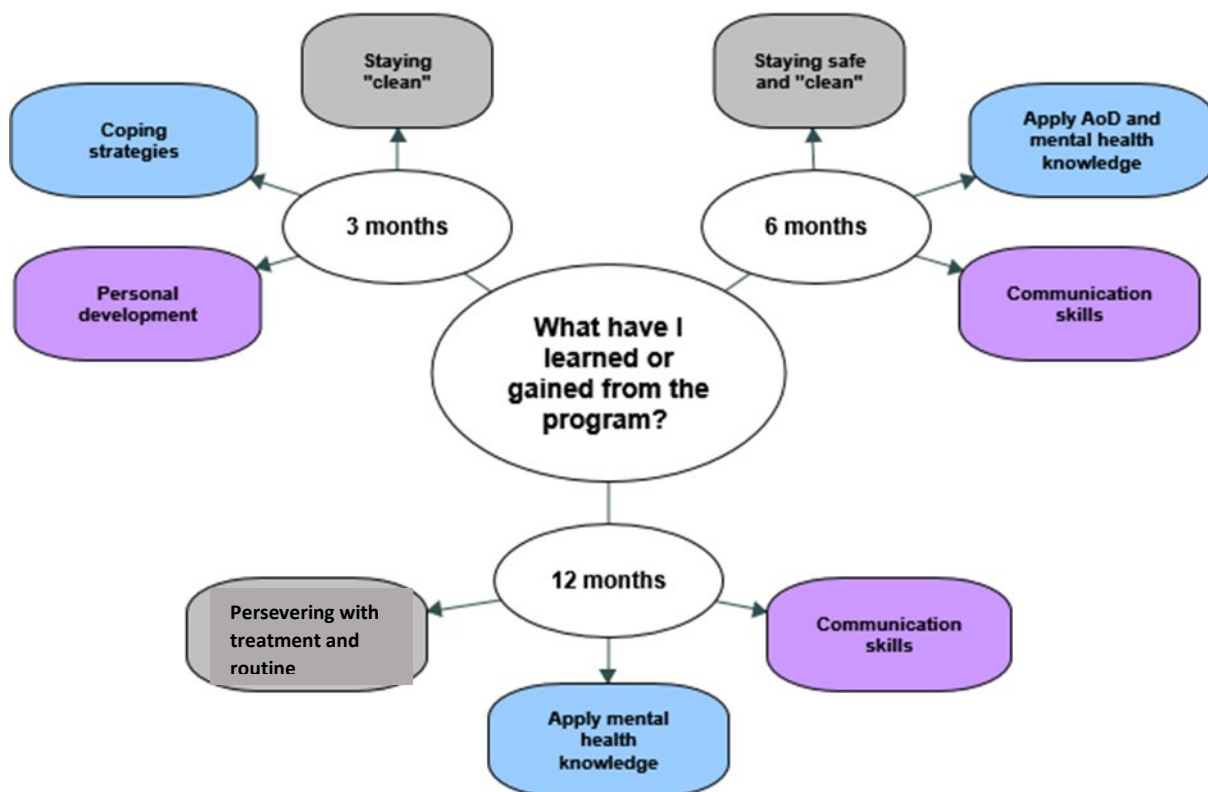 Staying
"clean"
Staying safe
and "clean"
Coping
strategies
Apply AoD and
mental health
knowledge
3 months
6 months
Personal
development
Communication
skills
What have I
learned or
gained from the
program?
12 months
Persevering with
treatment and
routine
Communication
skills
Apply mental
health
knowledge